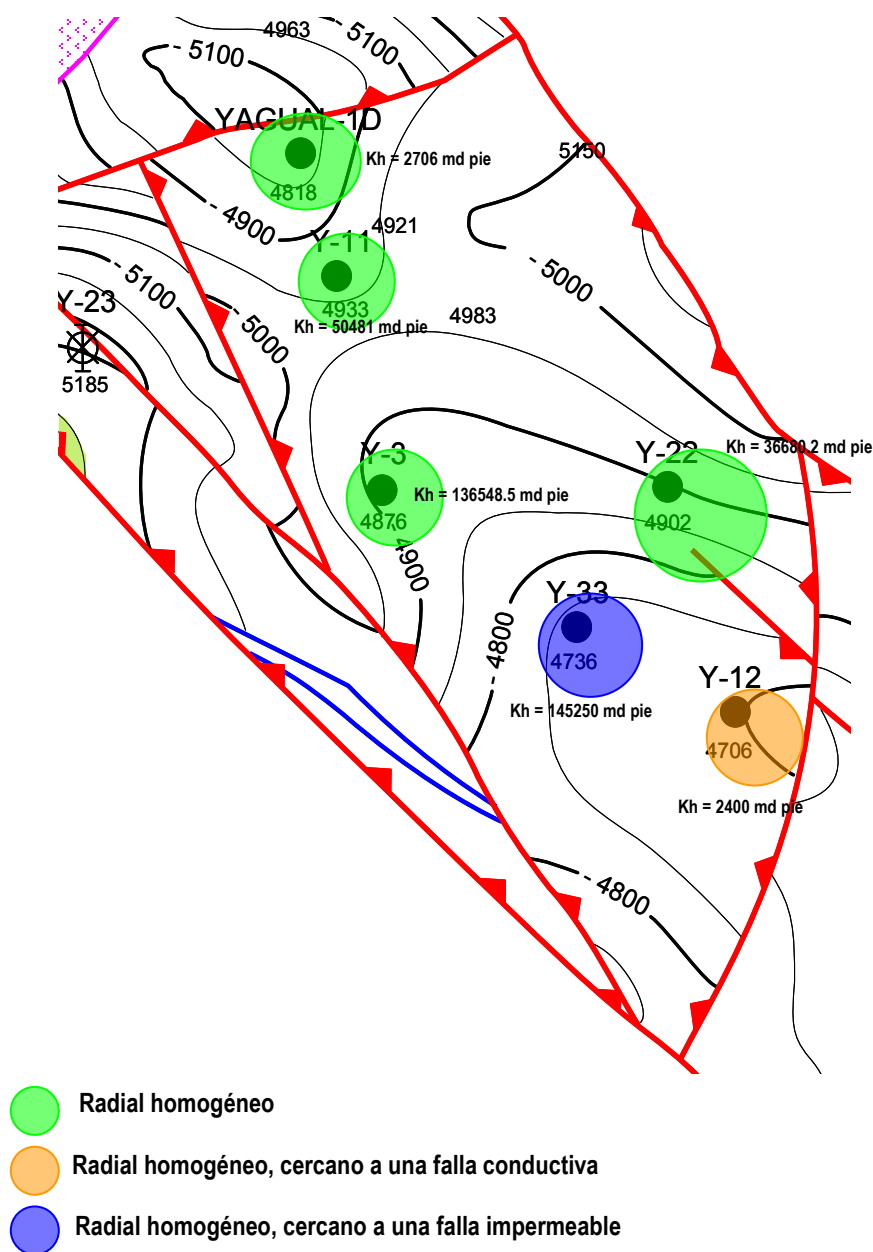 4963
- 5100
- 5100
YAGUAL-1D
5150
Kh = 2706 md pie
4818
- 4900
4921
Y-11
- 5000
- 5100
Y-23
4933
4983
Kh = 50481 md pie
- 5000
5185
Y-3
Y-22
Kh = 36680.2 md pie
Kh = 136548.5 md pie
4876
4902
- 4900
Y-33
- 4800
4736
Y-12
Kh = 145250 md pie
4706
Kh = 2400 md pie
- 4800
Radial homogéneo
Radial homogéneo, cercano a una falla conductiva
Radial homogéneo, cercano a una falla impermeable